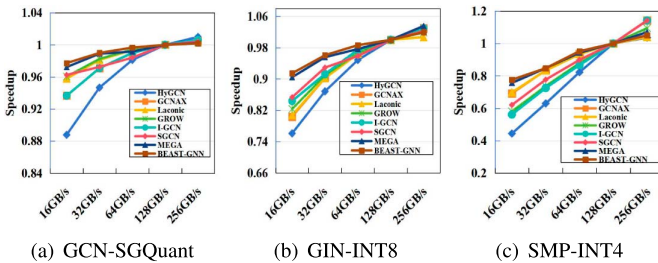 1.04
1
0.96
0.92
0.88
0.84
Speedup
HyGCN
GCNAX
Laconic
GROW
I-GCN
SGCN
MEGA
BEAST-GNN
16GB/s
32GB/s
64GB/s
128GB/s
256GB/s
(a) GCN-SGQuant
1.06
0.98
0.9
0.82
0.74
0.66
Speedup
HyGCN
GCNAX
Laconic
GROW
I-GCN
SGCN
MEGA
BEAST-GNN
16GB/s
32GB/s
64GB/s
128GB/s
256GB/s
(b) GIN-INT8
1.2
1
0.8
0.6
0.4
0.2
Speedup
HyGCN
GCNAX
Laconic
GROW
I-GCN
SGCN
MEGA
BEAST-GNN
16GB/s
32GB/s
64GB/s
128GB/s
256GB/s
(c) SMP-INT4